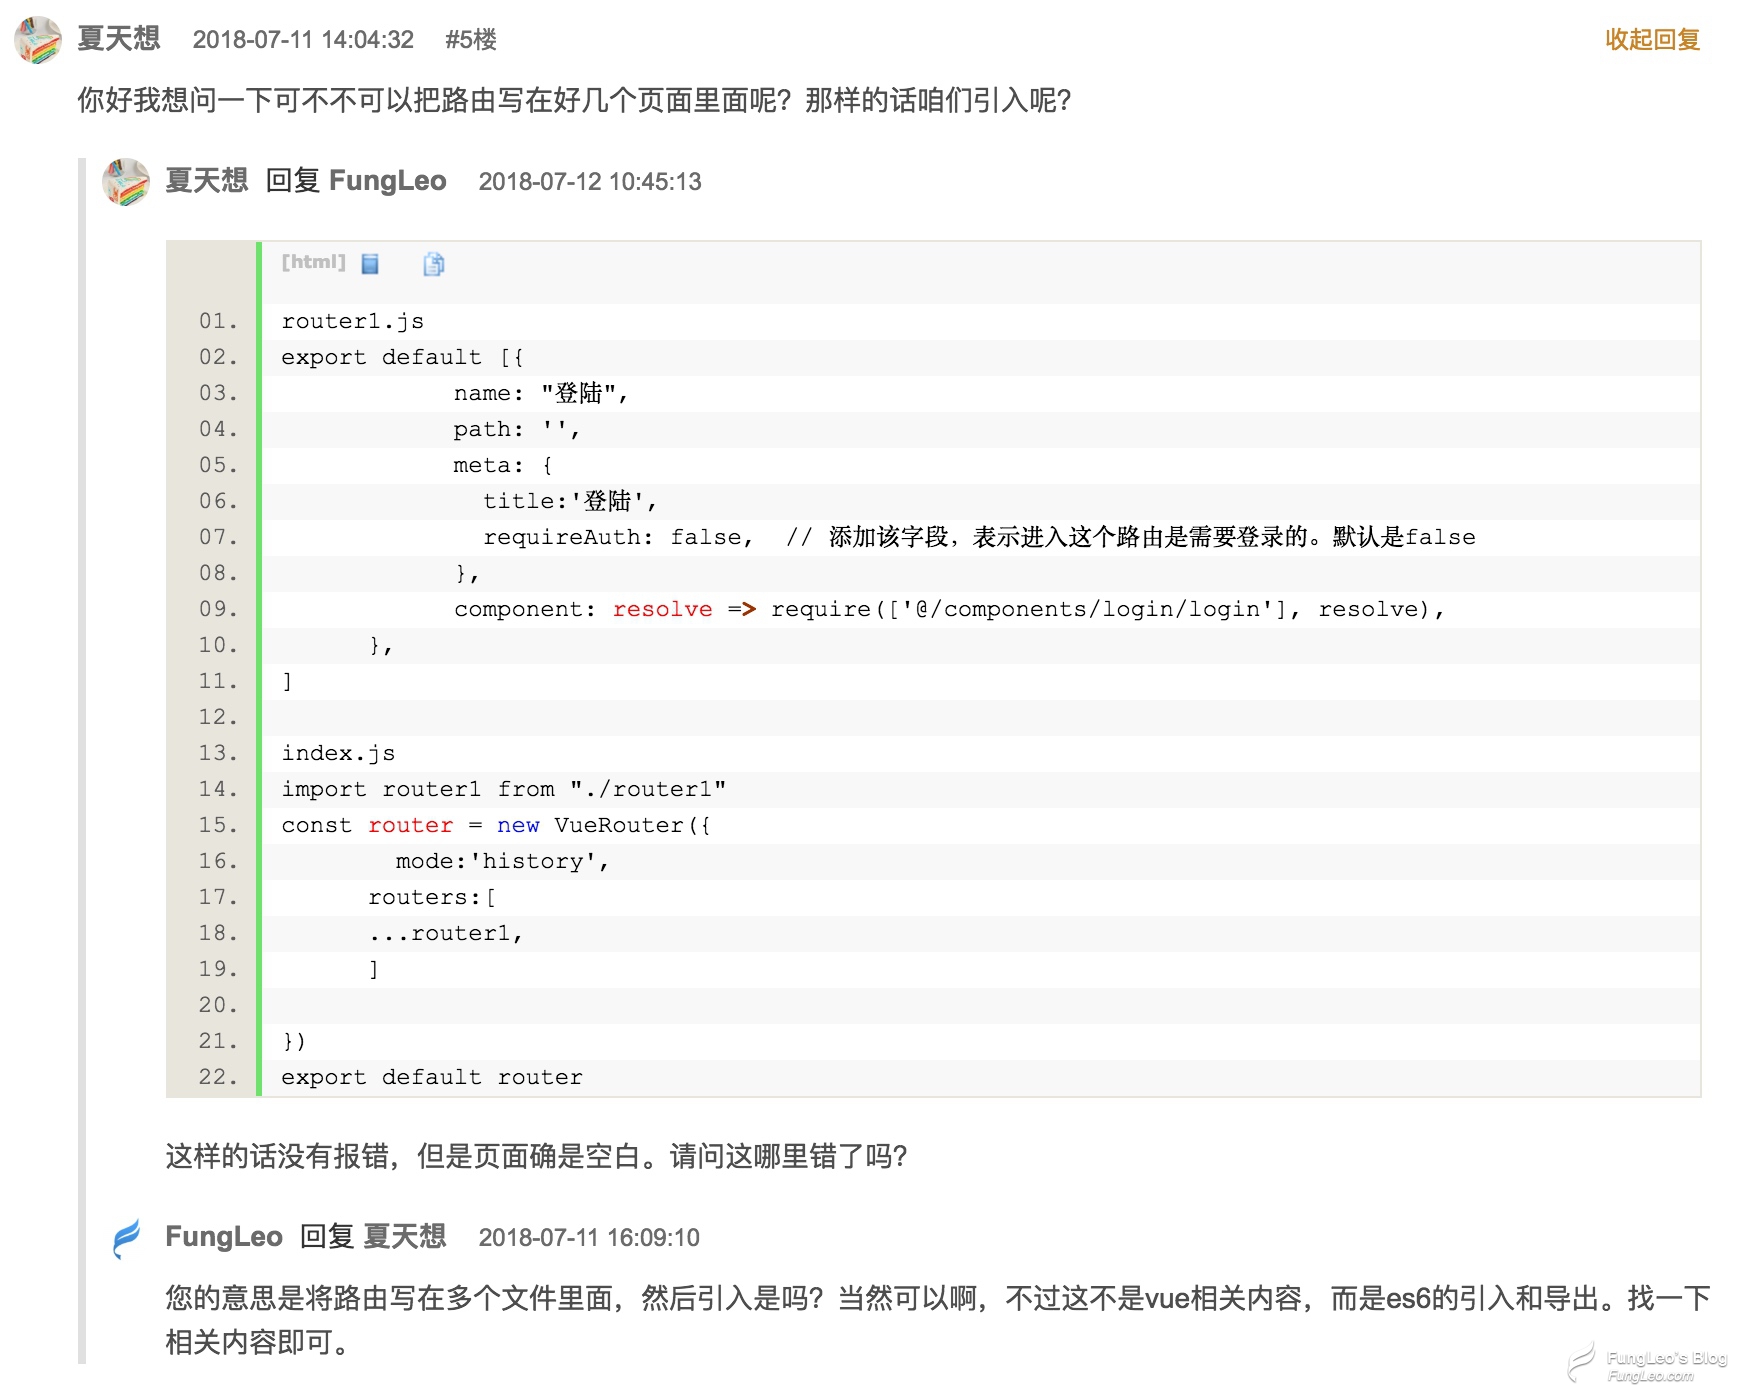 夏天想 2018-07-11 14:04:32 #5楼 收起回复
你好我想问一下可不不可以把路由写在好几个页面里面呢？那样的话咱们引入呢？
夏天想 回复 FungLeo 2018-07-12 10:45:13
[html]
01. router1.js
02. export default [{
03. name: "登陆",
04. path: '',
05. meta: {
06. title:'登陆',
07. requireAuth: false, // 添加该字段，表示进入这个路由是需要登录的。默认是false
08. },
09. component: resolve => require(['@/components/login/login'], resolve),
10. },
11. ]
12.
13. index.js
14. import router1 from "./router1"
15. const router = new VueRouter({
16. mode:'history',
17. routers:[
18. ...router1,
19. ]
20.
21. })
22. export default router
这样的话没有报错，但是页面确是空白。请问这哪里错了吗？
FungLeo 回复 夏天想 2018-07-11 16:09:10
您的意思是将路由写在多个文件里面，然后引入是吗？当然可以啊，不过这不是vue相关内容，而是es6的引入和导出。找一下
相关内容即可。
FungLeo's Blog
FungLeo.com